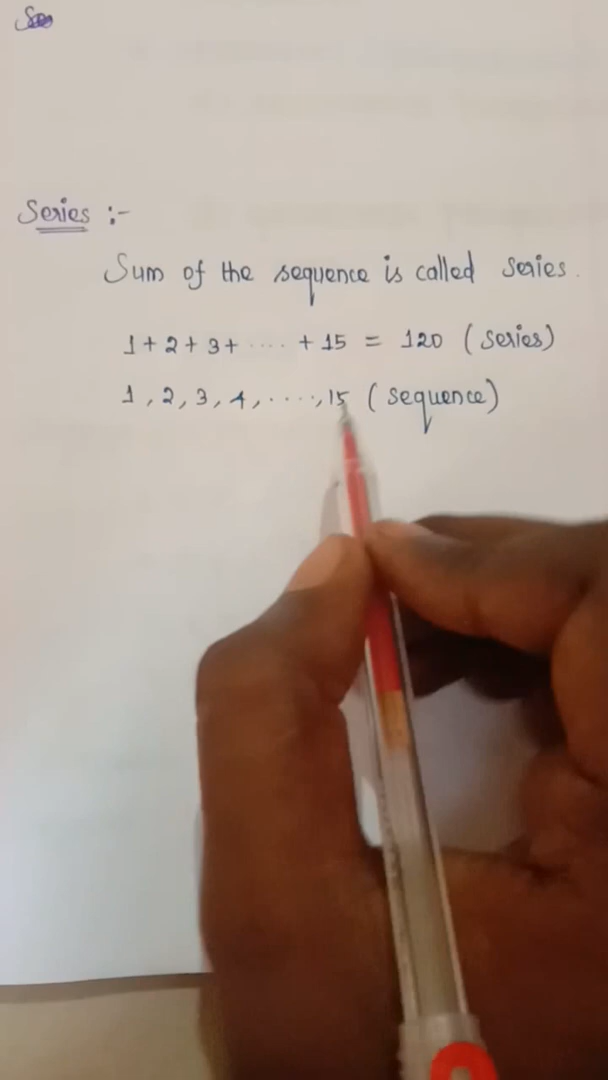 Series :-
Sum of the sequence is called series.
1 + 2 + 3 + ..... + 15 = 120 (series)
1 , 2 , 3 , 4 , ....., 15 (sequence)